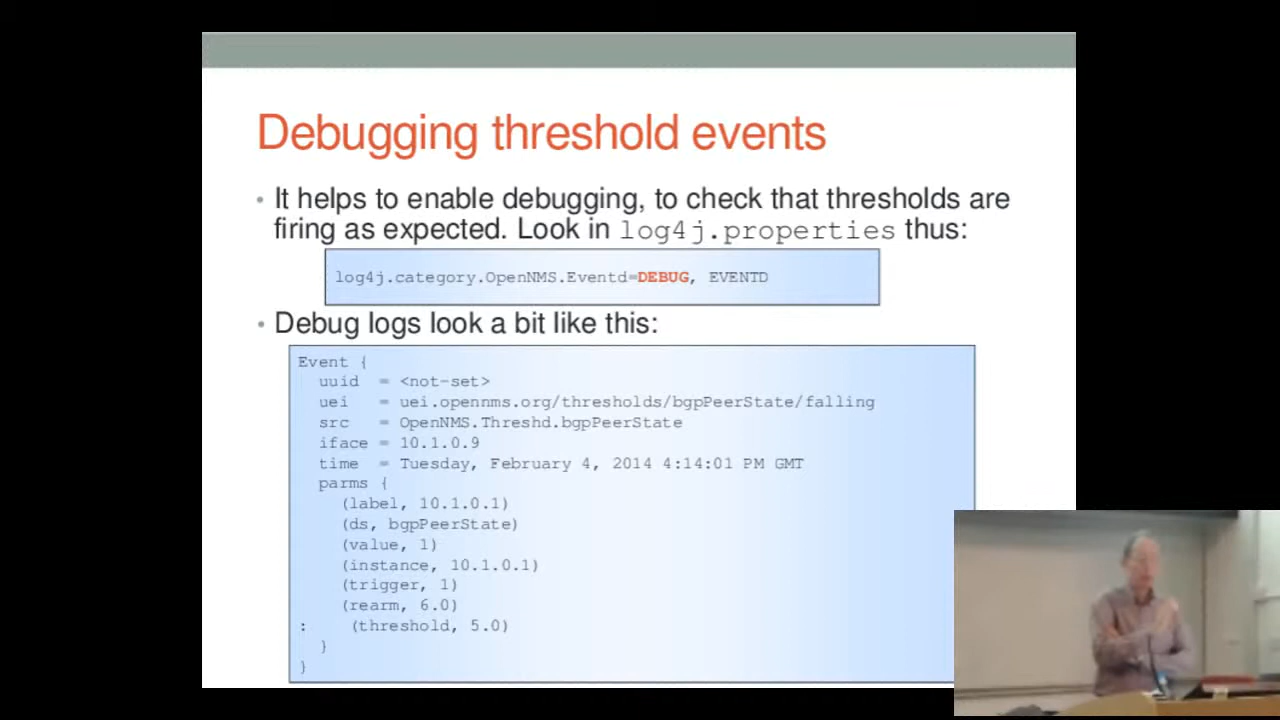 Debugging threshold events
• It helps to enable debugging, to check that thresholds are
firing as expected. Look in log4j.properties thus:
log4j.category.OpenNMS.Eventd=DEBUG, EVENTD
• Debug logs look a bit like this:
Event {
uuid = <not-set>
uei = uei.opennms.org/thresholds/bgpPeerState/falling
src = OpenNMS.Threshd.bgpPeerState
iface = 10.1.0.9
time = Tuesday, February 4, 2014 4:14:01 PM GMT
parms {
(label, 10.1.0.1)
(ds, bgpPeerState)
(value, 1)
(instance, 10.1.0.1)
(trigger, 1)
(rearm, 6.0)
: (threshold, 5.0)
}
}